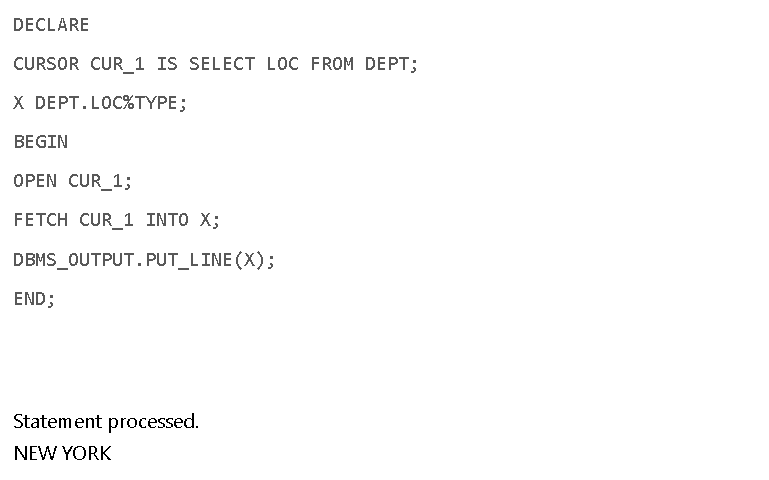 DECLARE
CURSOR CUR_1 IS SELECT LOC FROM DEPT;
X DEPT.LOC%TYPE;
BEGIN
OPEN CUR_1;
FETCH CUR_1 INTO X;
DBMS_OUTPUT.PUT_LINE(X);
END;
Statement processed.
NEW YORK